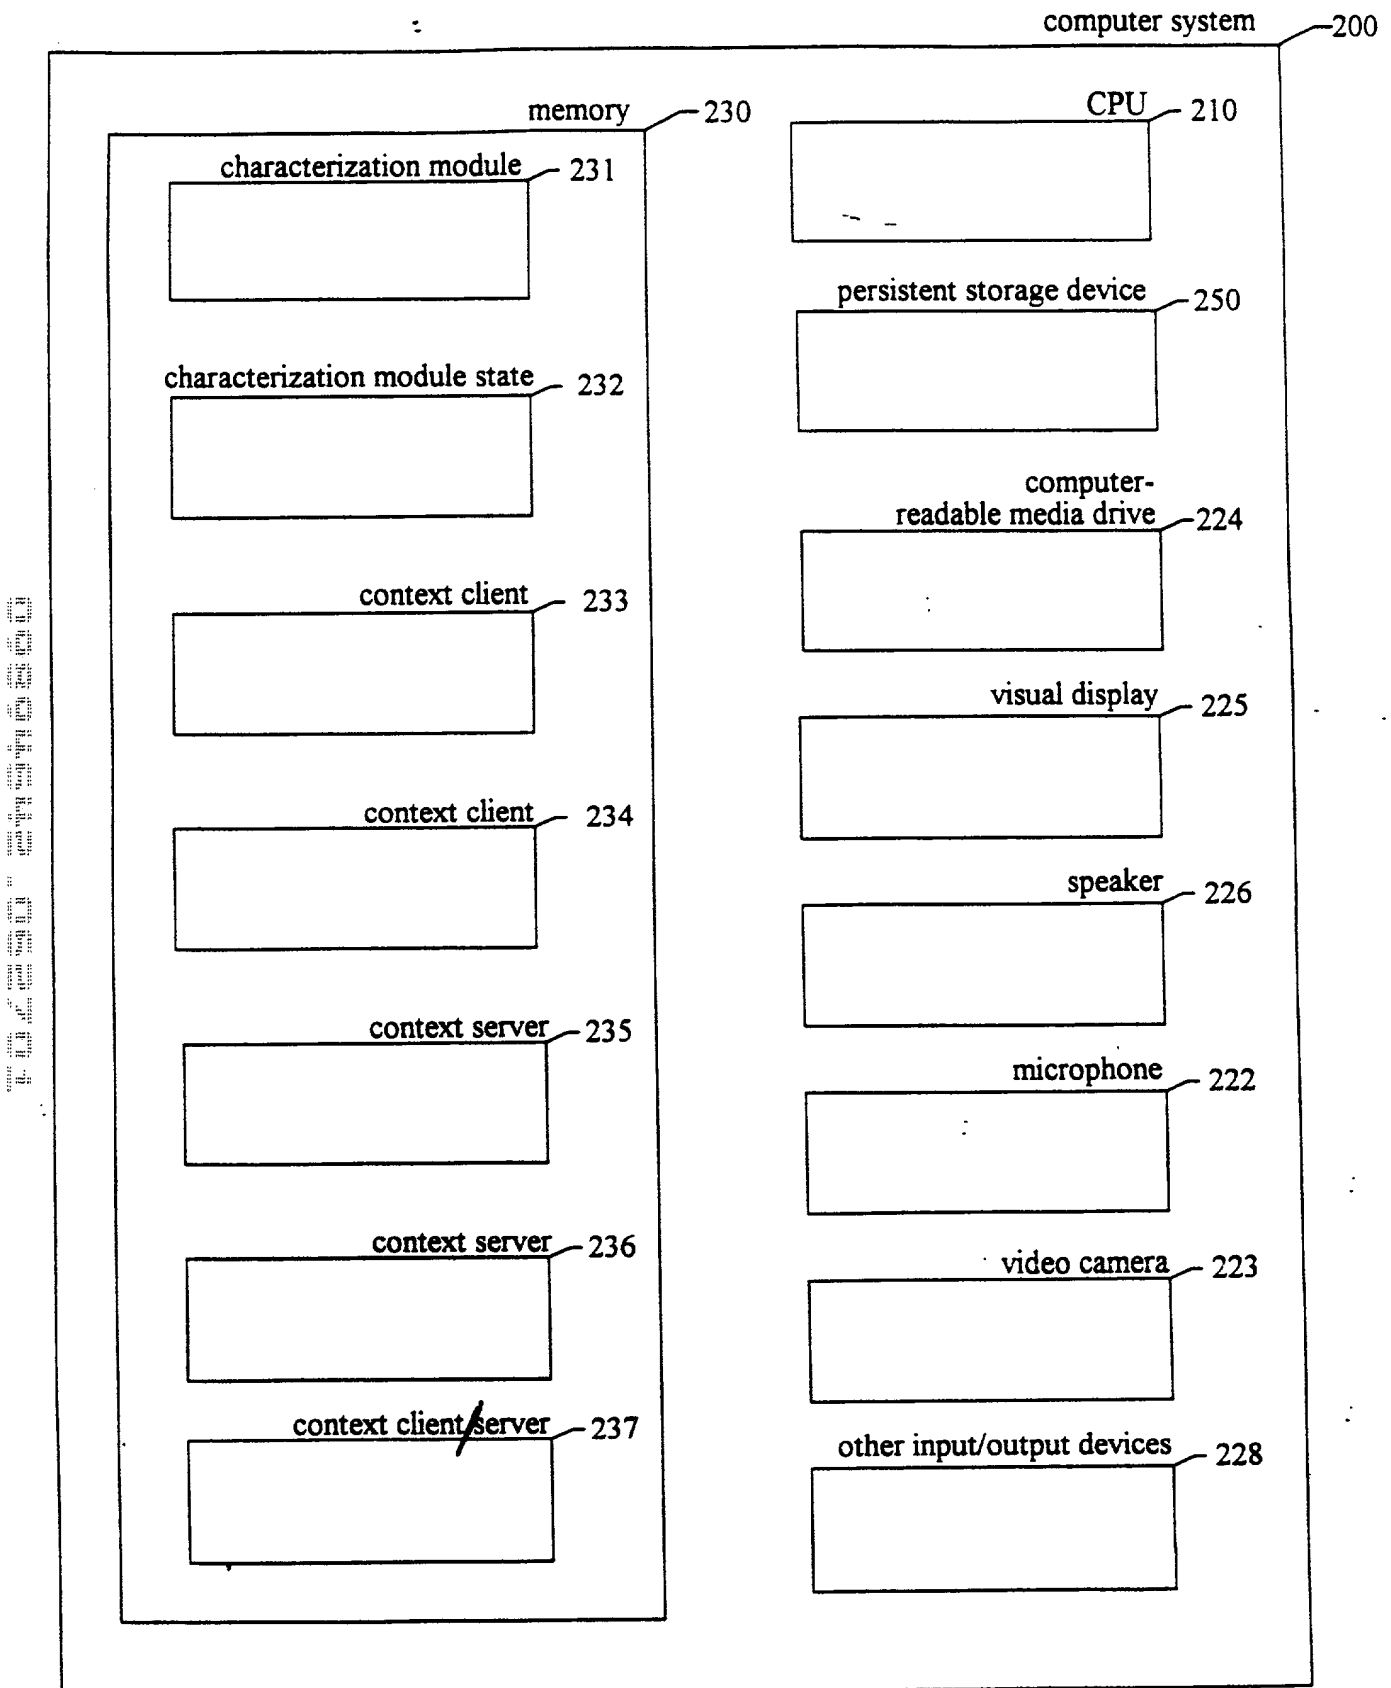 computer system 200
memory 230
characterization module 231
characterization module state 232
context client 233
context client 234
context server 235
context server 236
context client/server 237
CPU 210
persistent storage device 250
computer-
readable media drive 224
visual display 225
speaker 226
microphone 222
video camera 223
other input/output devices 228